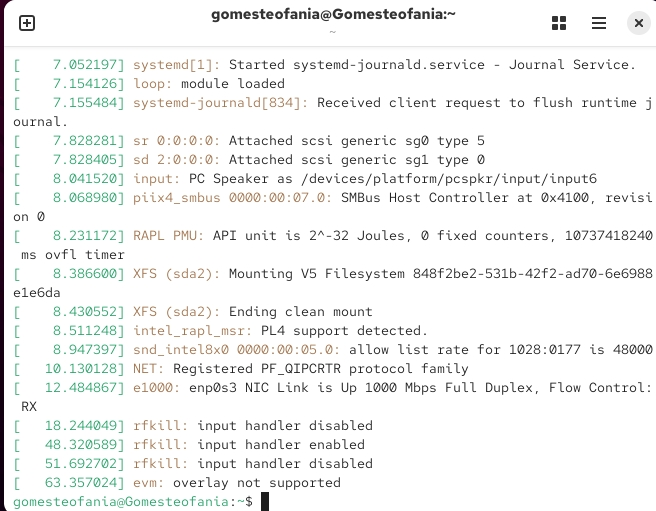 gomesteofania@Gomesteofania:~
~
[    7.052197] systemd[1]: Started systemd-journald.service - Journal Service.
[    7.154126] loop: module loaded
[    7.155484] systemd-journald[834]: Received client request to flush runtime j
ournal.
[    7.828281] sr 0:0:0:0: Attached scsi generic sg0 type 5
[    7.828405] sd 2:0:0:0: Attached scsi generic sg1 type 0
[    8.041520] input: PC Speaker as /devices/platform/pcspkr/input/input6
[    8.068980] piix4_smbus 0000:00:07.0: SMBus Host Controller at 0x4100, revisi
on 0
[    8.231172] RAPL PMU: API unit is 2^-32 Joules, 0 fixed counters, 10737418240
 ms ovfl timer
[    8.386600] XFS (sda2): Mounting V5 Filesystem 848f2be2-531b-42f2-ad70-6e6988
e1e6da
[    8.430552] XFS (sda2): Ending clean mount
[    8.511248] intel_rapl_msr: PL4 support detected.
[    8.947397] snd_intel8x0 0000:00:05.0: allow list rate for 1028:0177 is 48000
[   10.130128] NET: Registered PF_QIPCRTR protocol family
[   12.484867] e1000: enp0s3 NIC Link is Up 1000 Mbps Full Duplex, Flow Control:
 RX
[   18.244049] rfkill: input handler disabled
[   48.320589] rfkill: input handler enabled
[   51.692702] rfkill: input handler disabled
[   63.357024] evm: overlay not supported
gomesteofania@Gomesteofania:~$